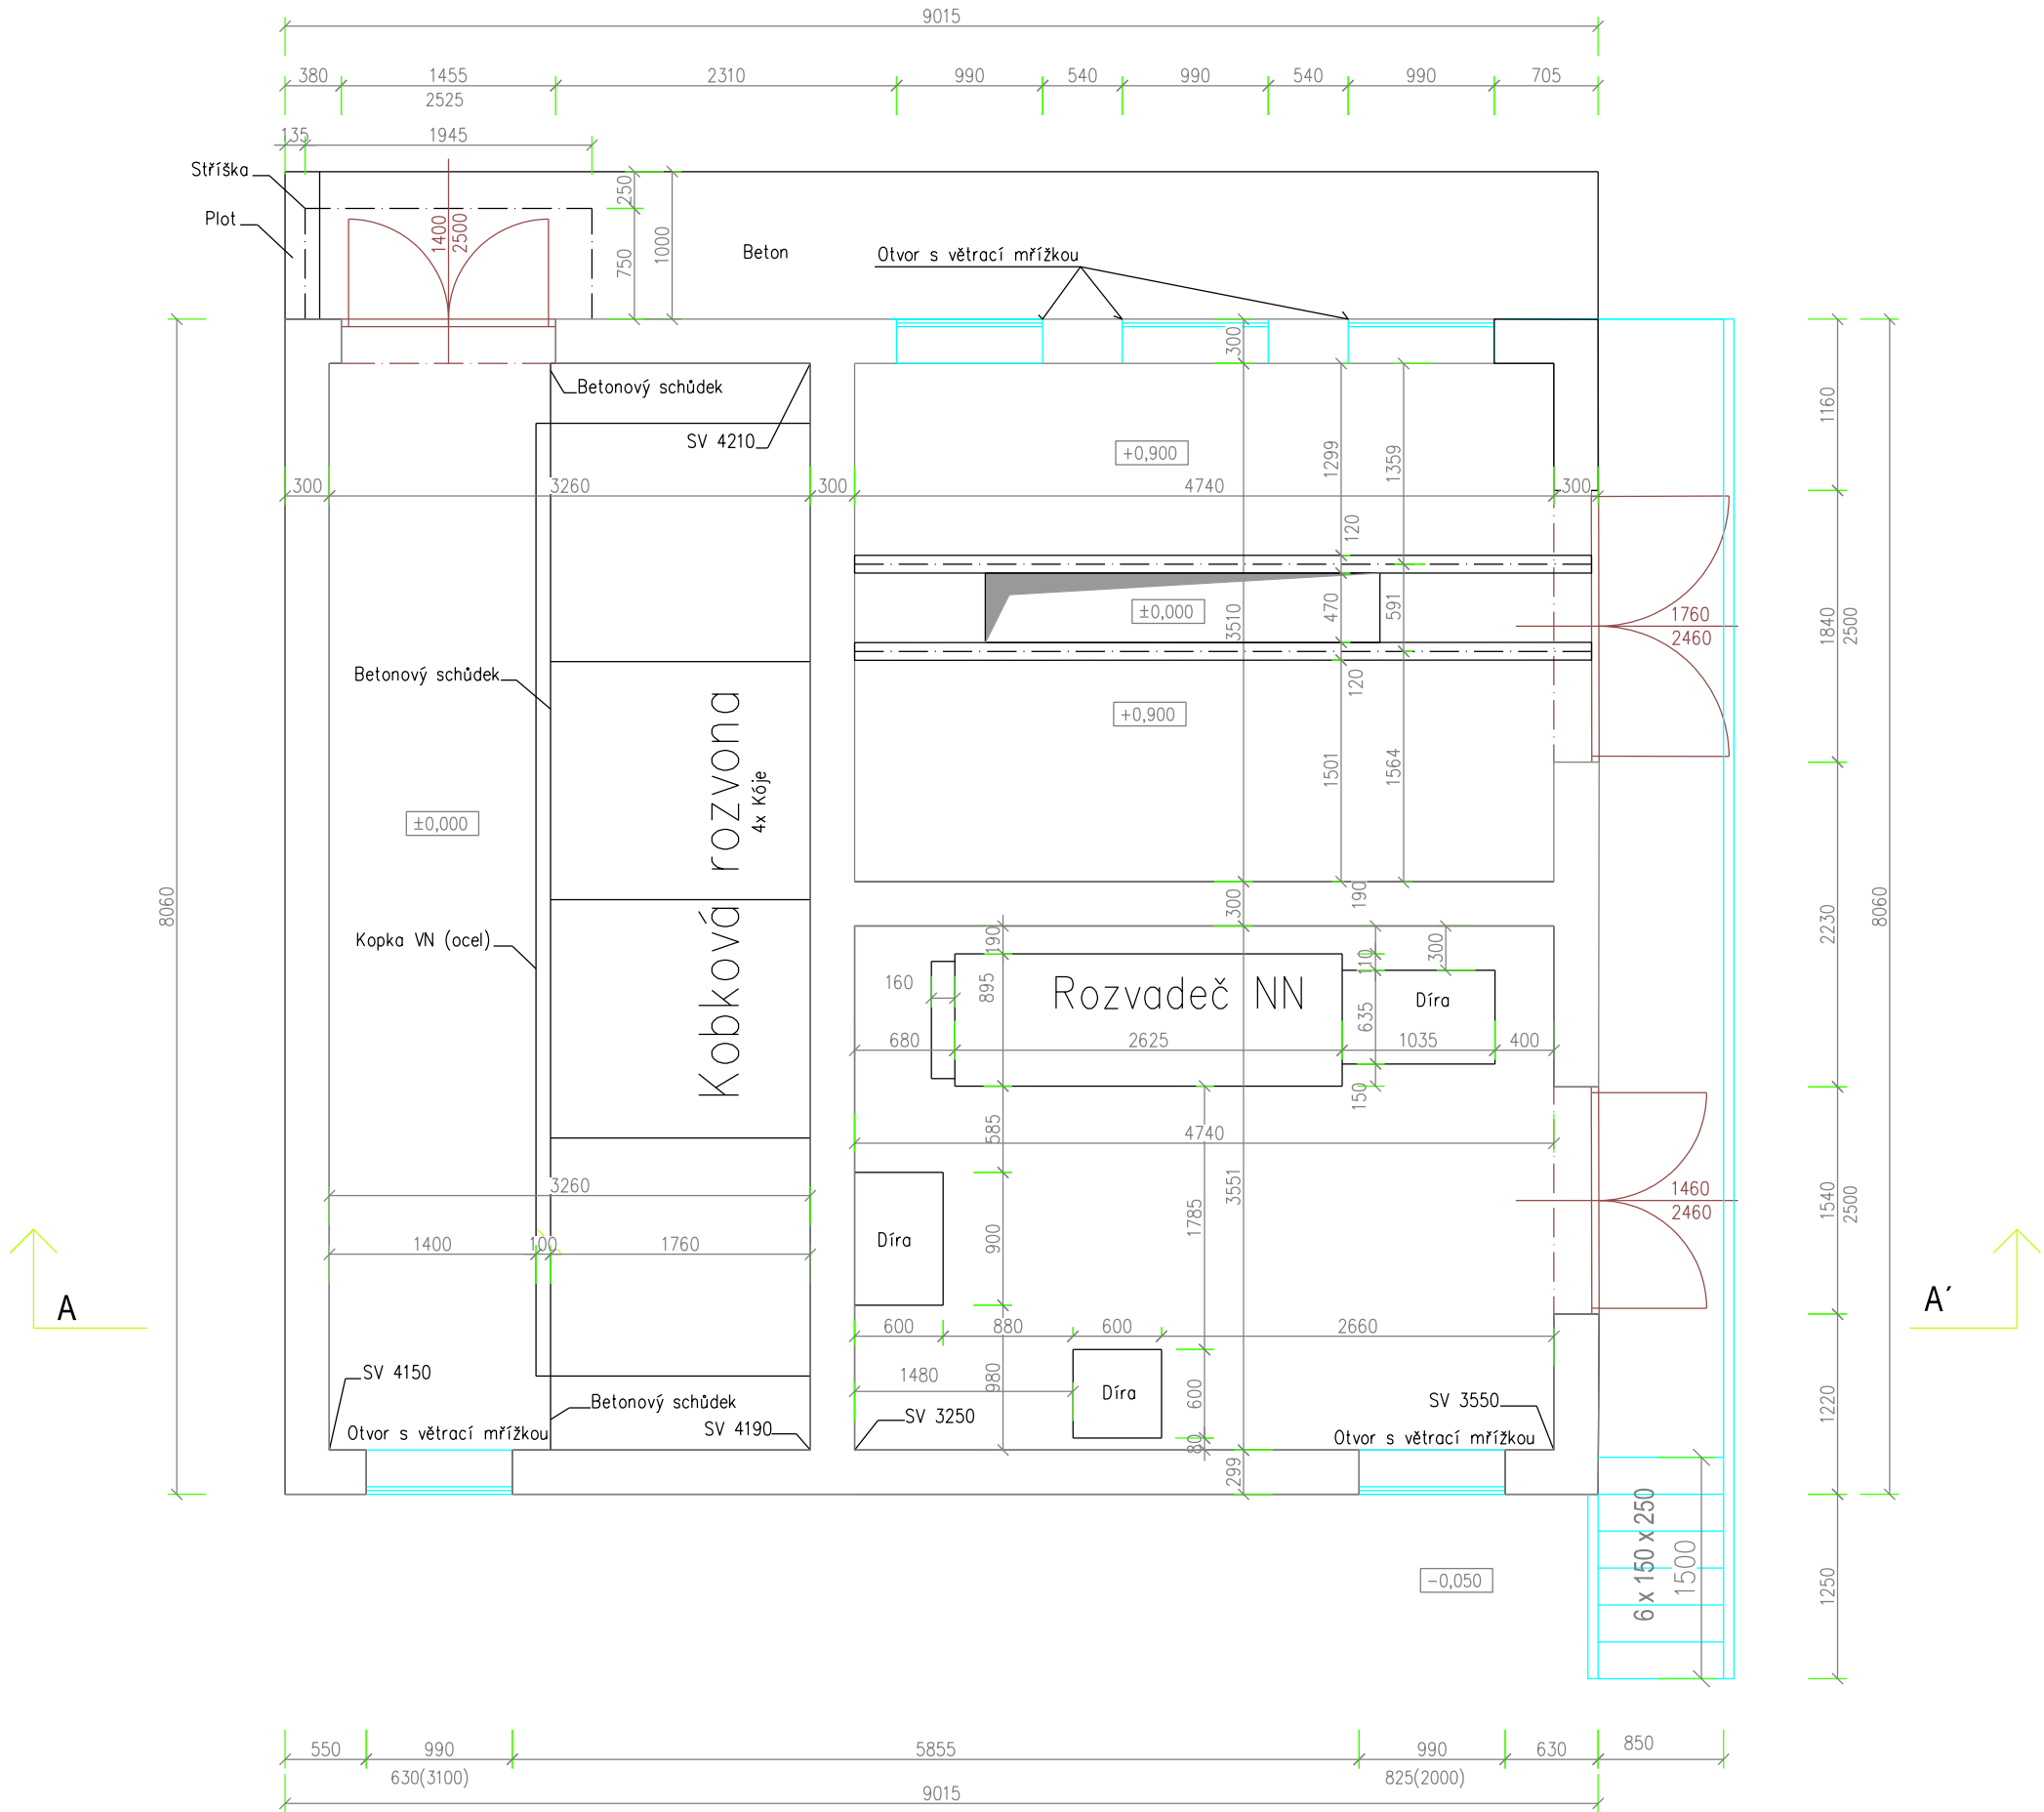 9015
380 1455 2310 990 540 990 540 990 705
2525
135 1945
Stříška
Plot
1400
2500
250
750
1000
Beton
Otvor s větrací mřížkou
300
Betonový schůdek
SV 4210
+0,900
1299
1359
1160
300 3260 300 4740 300
120
±0,000
3510
470
591
1760
2460
1840
2500
Betonový schůdek
120
+0,900
1501
1564
Kobková rozvona
4x Kóje
±0,000
8060
190
300
2230
8060
Kopka VN (ocel)
190
110
300
160
895
Rozvadeč NN
Díra
635
680 2625 1035 400
150
585
4740
3260
1785
3551
1460
2460
1540
2500
Díra
900
1400 100 1760
A
A´
600 880 600 2660
SV 4150
1480
980
Díra
600
SV 3550
Betonový schůdek
SV 3250
1220
SV 4190
Otvor s větrací mřížkou
80
Otvor s větrací mřížkou
299
6 x 150 x 250
1500
-0,050
1250
550 990 5855 990 630 850
630(3100) 825(2000)
9015